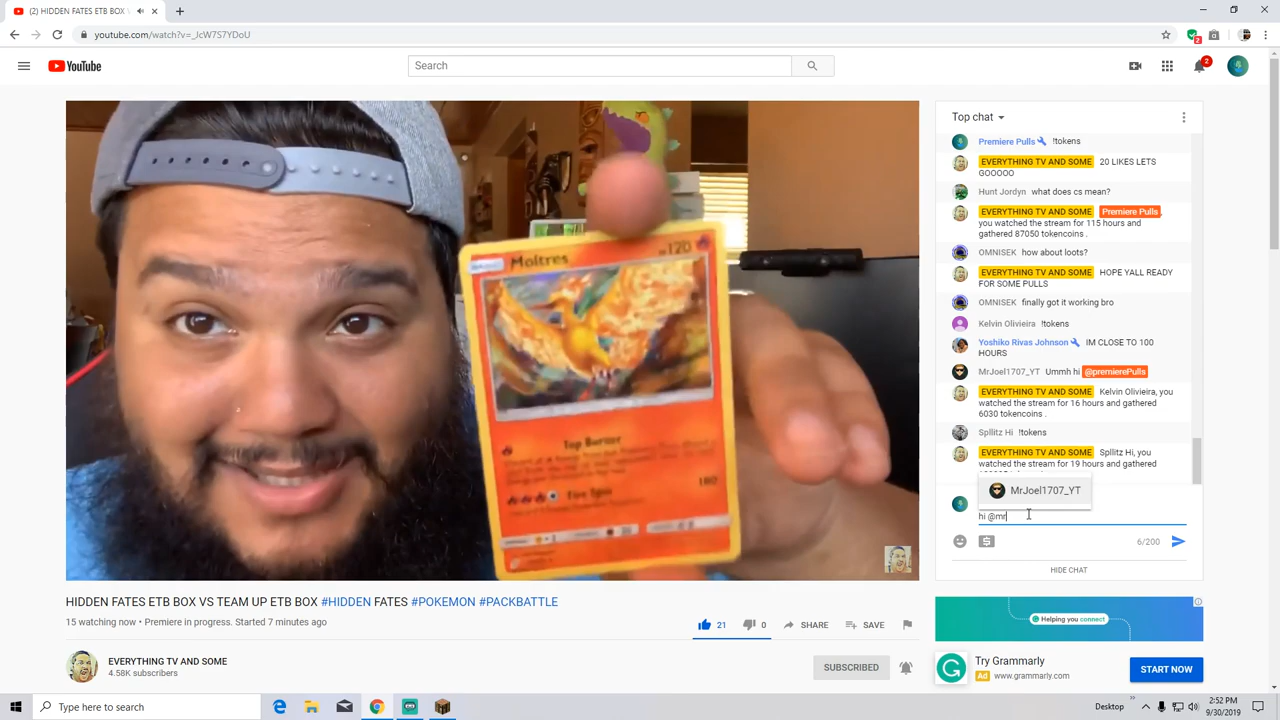 (2) HIDDEN FATES ETB BOX V
youtube.com/watch?v=_JcW7S7YDoU
2
YouTube
Search
2
Moltres
120
Top Burner
180
Fire Spin
Top chat
Premiere Pulls !tokens
EVERYTHING TV AND SOME 20 LIKES LETS
GOOOOO
Hunt Jordyn what does cs mean?
EVERYTHING TV AND SOME Premiere Pulls,
you watched the stream for 115 hours and
gathered 87050 tokencoins .
OMNISEK how about loots?
EVERYTHING TV AND SOME HOPE YALL READY
FOR SOME PULLS
OMNISEK finally got it working bro
Kelvin Olivieira !tokens
Yoshiko Rivas Johnson IM CLOSE TO 100
HOURS
MrJoel1707_YT Ummh hi @premierePulls
EVERYTHING TV AND SOME Kelvin Olivieira, you
watched the stream for 16 hours and gathered
6030 tokencoins .
Spllitz Hi !tokens
EVERYTHING TV AND SOME Spllitz Hi, you
watched the stream for 19 hours and gathered
MrJoel1707_YT
hi @mr
6/200
HIDE CHAT
HIDDEN FATES ETB BOX VS TEAM UP ETB BOX #HIDDEN FATES #POKEMON #PACKBATTLE
15 watching now • Premiere in progress. Started 7 minutes ago
21
0
SHARE
SAVE
EVERYTHING TV AND SOME
4.58K subscribers
SUBSCRIBED
Helping you connect
Try Grammarly
Ad www.grammarly.com
START NOW
Type here to search
Desktop
2:52 PM
9/30/2019